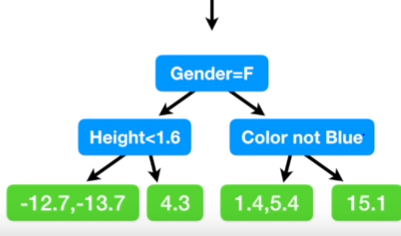 Gender=F
Height<1.6
Color not Blue
-12.7,-13.7
4.3
1.4,5.4
15.1